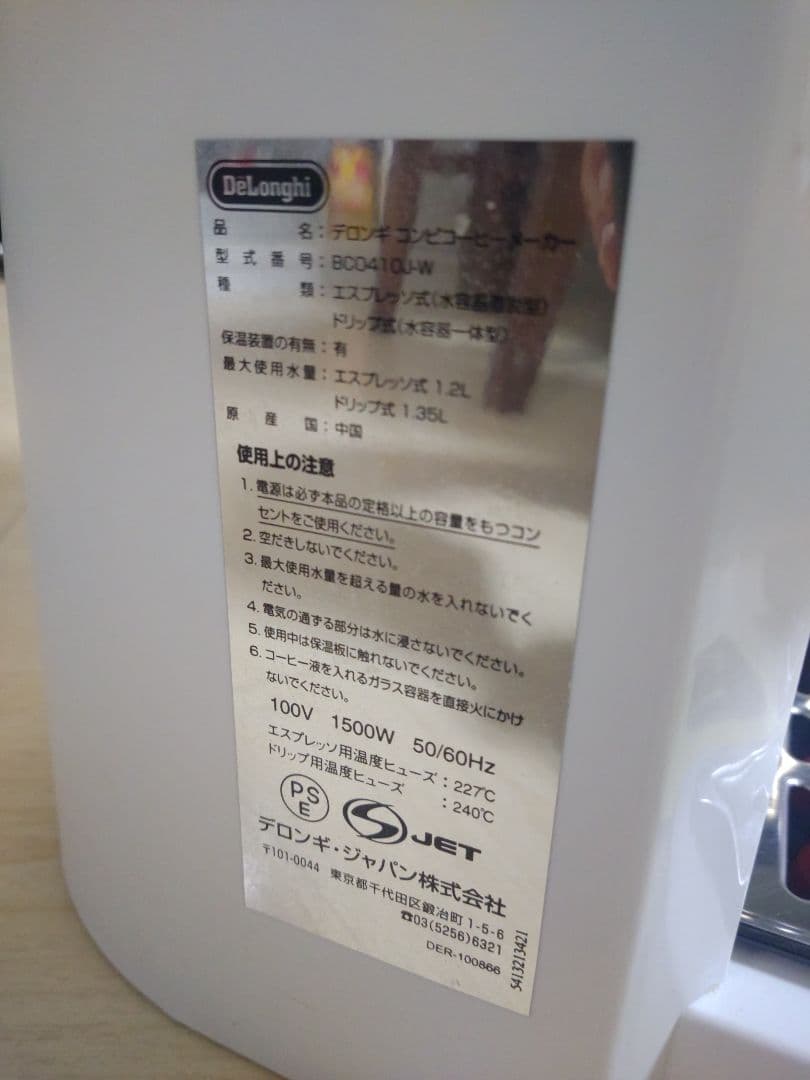 DeLonghi
品名：デロンギ コンビコーヒーメーカー
型式番号：BCO410J-W
種類：エスプレッソ式(水容器着脱型)
ドリップ式(水容器一体型)
保温装置の有無：有
最大使用水量：エスプレッソ式 1.2L
ドリップ式 1.35L
原産国：中国
使用上の注意
1. 電源は必ず本品の定格以上の容量をもつコン
セントをご使用ください。
2. 空だきしないでください。
3. 最大使用水量を超える量の水を入れないでく
ださい。
4. 電気の通ずる部分は水に浸さないでください。
5. 使用中は保温板に触れないでください。
6. コーヒー液を入れるガラス容器を直接火にかけ
ないでください。
100V 1500W 50/60Hz
エスプレッソ用温度ヒューズ：227℃
ドリップ用温度ヒューズ：240℃
PS
E
JET
デロンギ・ジャパン株式会社
〒101-0044 東京都千代田区鍛冶町1-5-6
☎03(5256)6321
DER-100866
5413213421